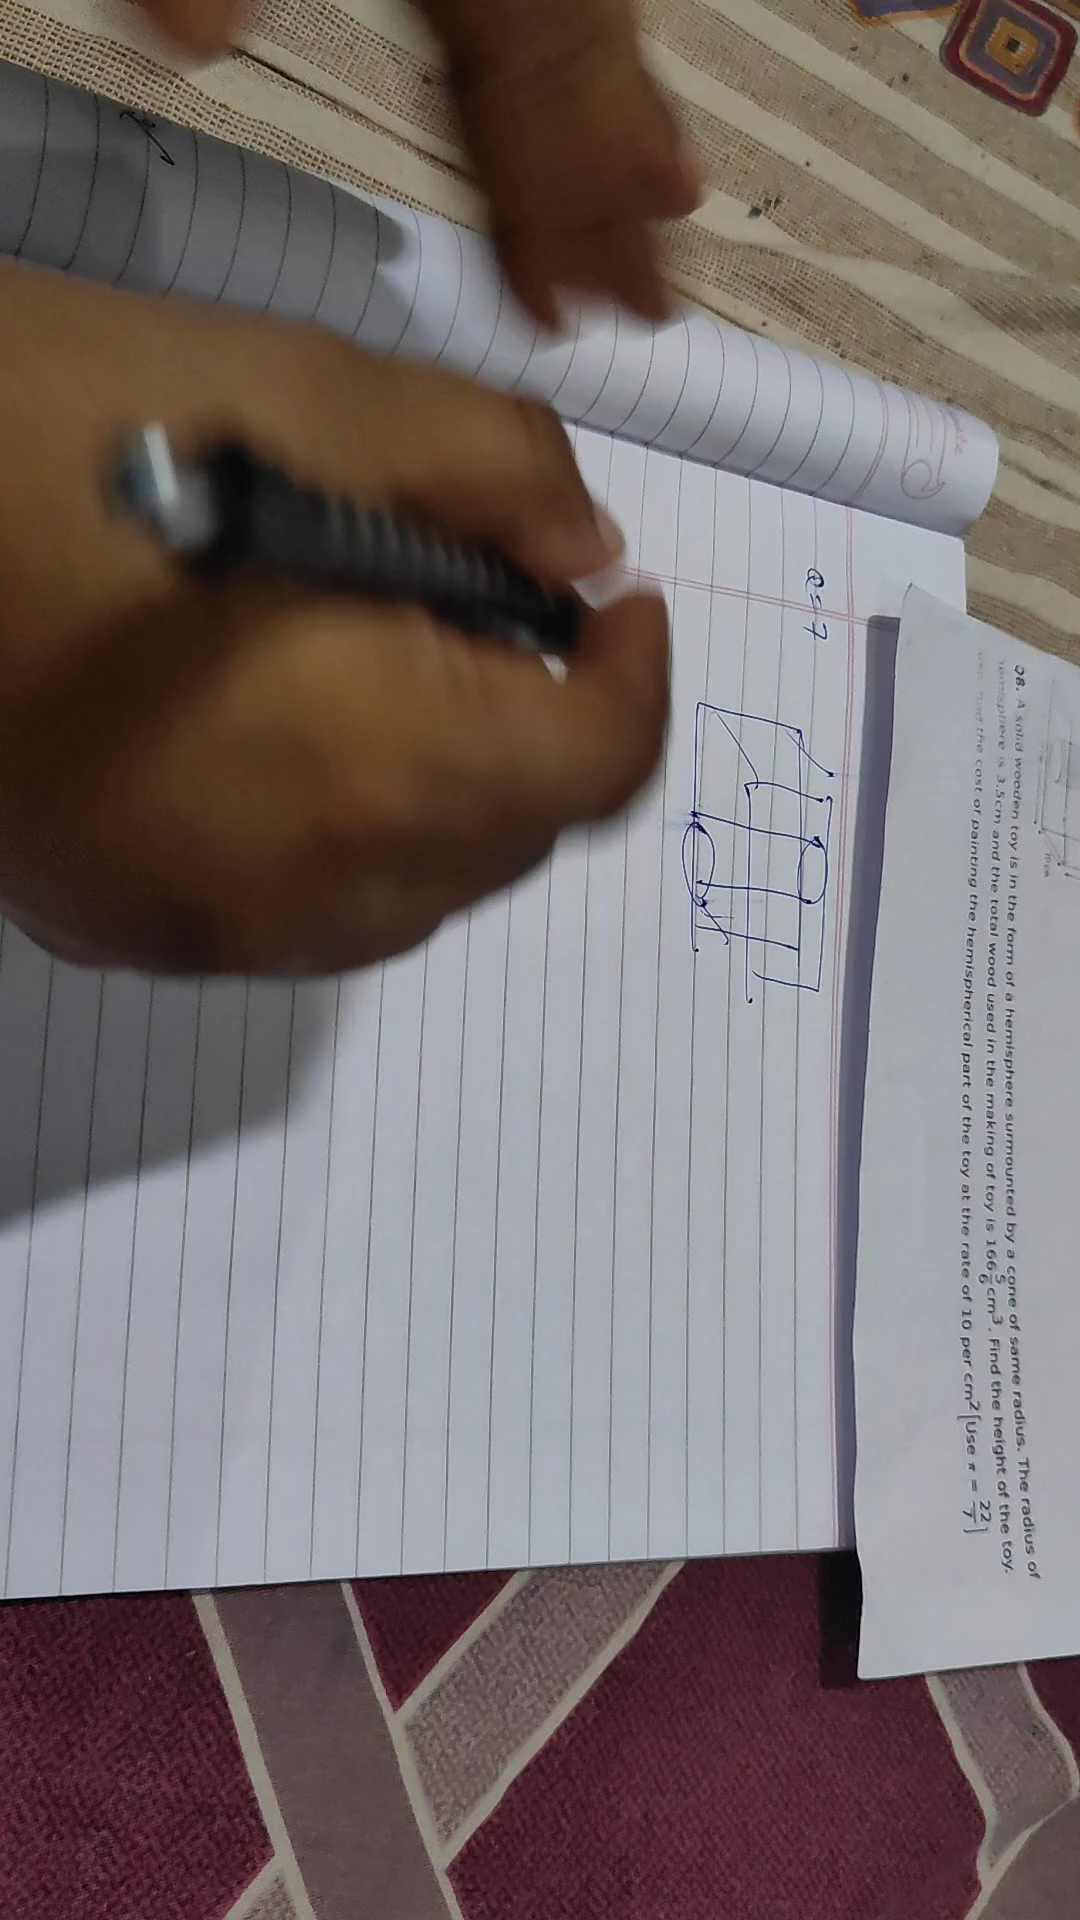 Q8. A solid wooden toy is in the form of a hemisphere surmounted by a cone of same radius. The radius of
hemisphere is 3.5cm and the total wood used in the making of toy is 166 5/6 cm³. Find the height of the toy.
find the cost of painting the hemispherical part of the toy at the rate of 10 per cm² [Use π = 22/7]
Q=7